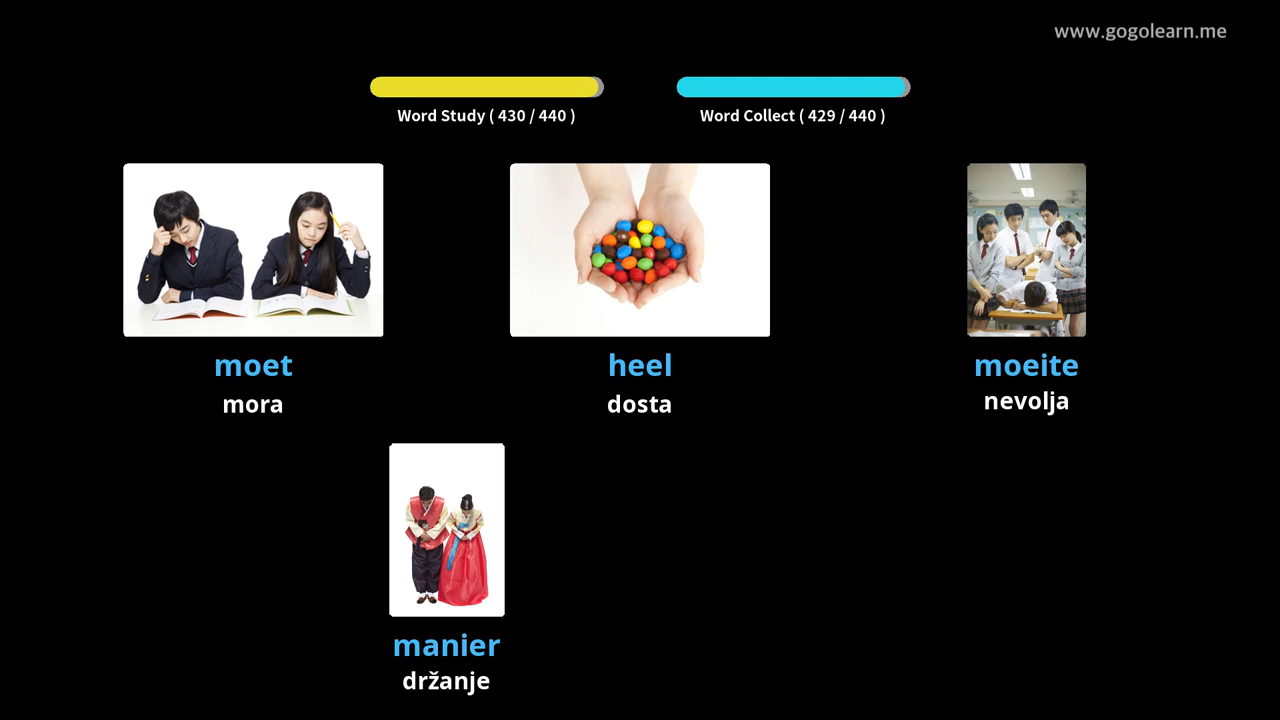 www.gogolearn.me
Word Study ( 430 / 440 )
Word Collect ( 429 / 440 )
moet
mora
heel
dosta
moeite
nevolja
manier
držanje